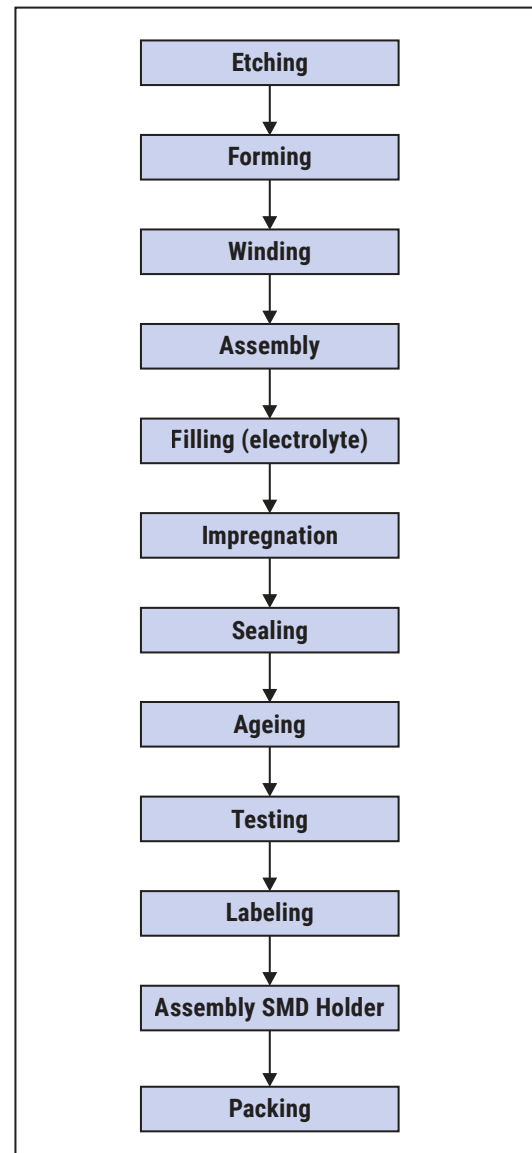 Etching
Forming
Winding
Assembly
Filling (electrolyte)
Impregnation
Sealing
Ageing
Testing
Labeling
Assembly SMD Holder
Packing